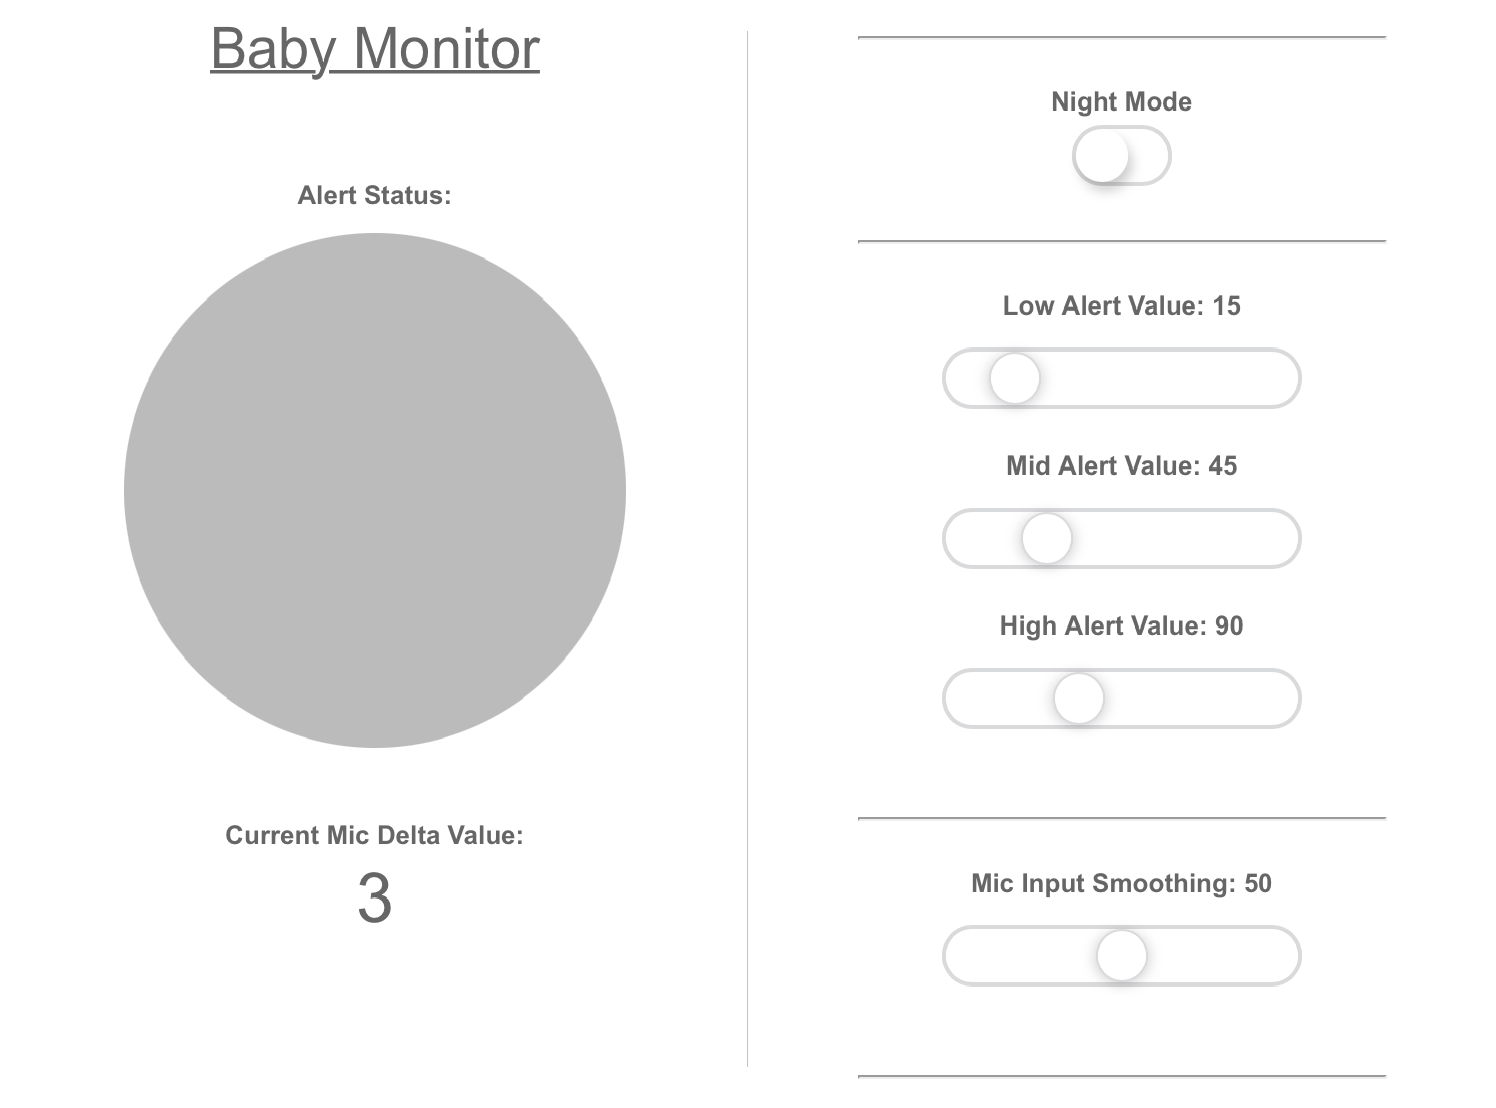 Baby Monitor
Alert Status:
Current Mic Delta Value:
3
Night Mode
Low Alert Value: 15
Mid Alert Value: 45
High Alert Value: 90
Mic Input Smoothing: 50